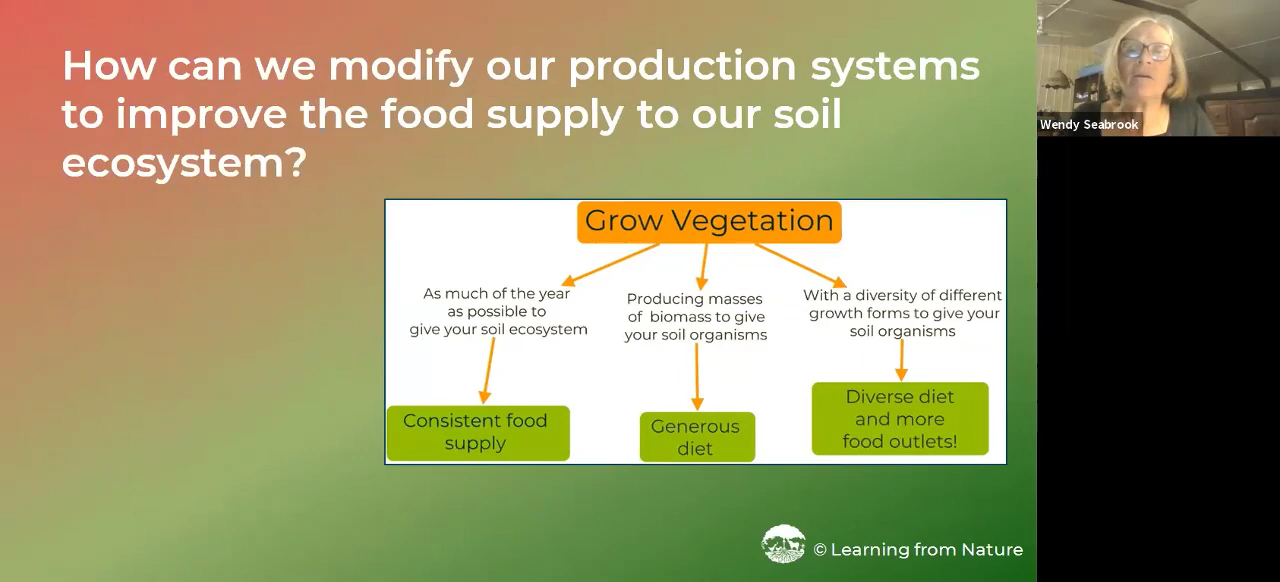 How can we modify our production systems
to improve the food supply to our soil
ecosystem?
Wendy Seabrook
Grow Vegetation
As much of the year
as possible to
give your soil ecosystem
Producing masses
of biomass to give
your soil organisms
With a diversity of different
growth forms to give your
soil organisms
Consistent food
supply
Generous
diet
Diverse diet
and more
food outlets!
© Learning from Nature